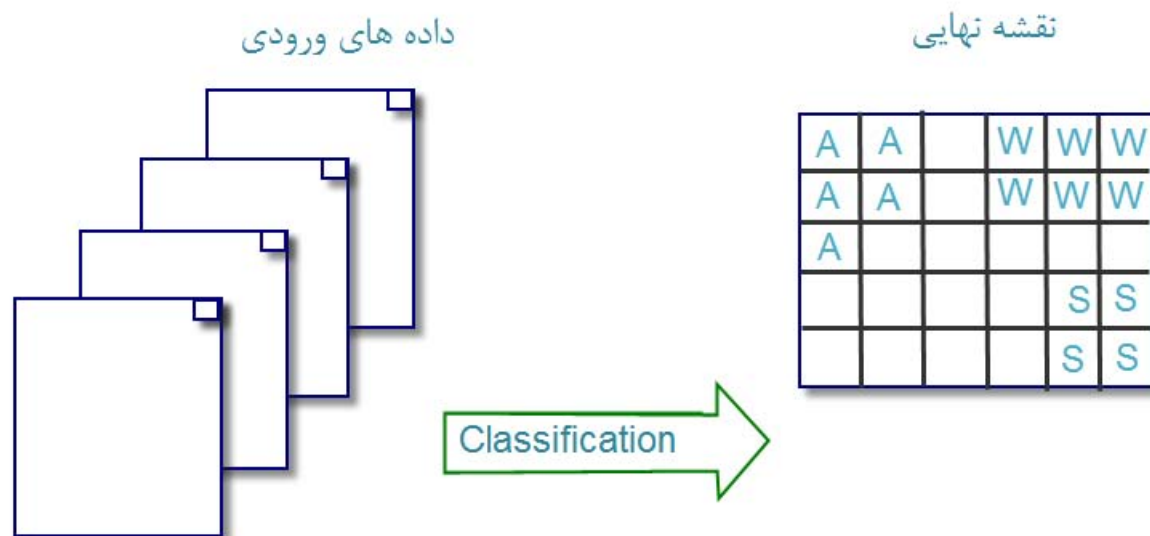 داده های ورودی
نقشه نهایی
A A W W W
A A W W W
A
S S
S S
Classification